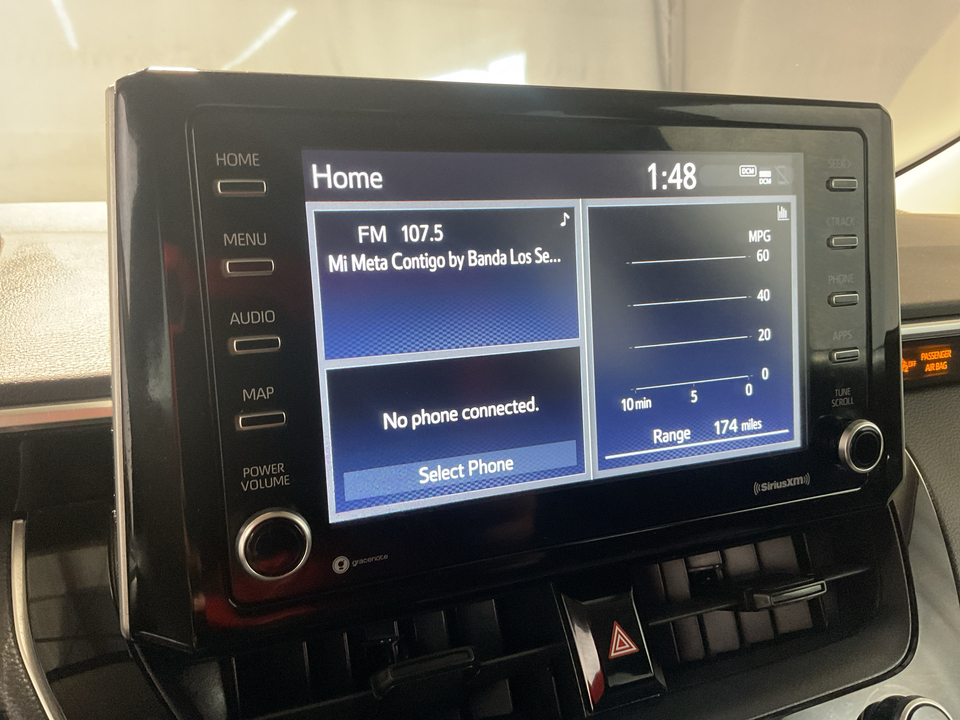 HOME
MENU
AUDIO
MAP
POWER
VOLUME
gracenote
Home
1:48
DCM
DCM
FM 107.5
Mi Meta Contigo by Banda Los Se...
No phone connected.
Select Phone
MPG
60
40
20
0
10 min 5 0
Range 174 miles
SEEK>
<TRACK
PHONE
APPS
TUNE
SCROLL
((SiriusXM))
OFF
PASSENGER
AIR BAG